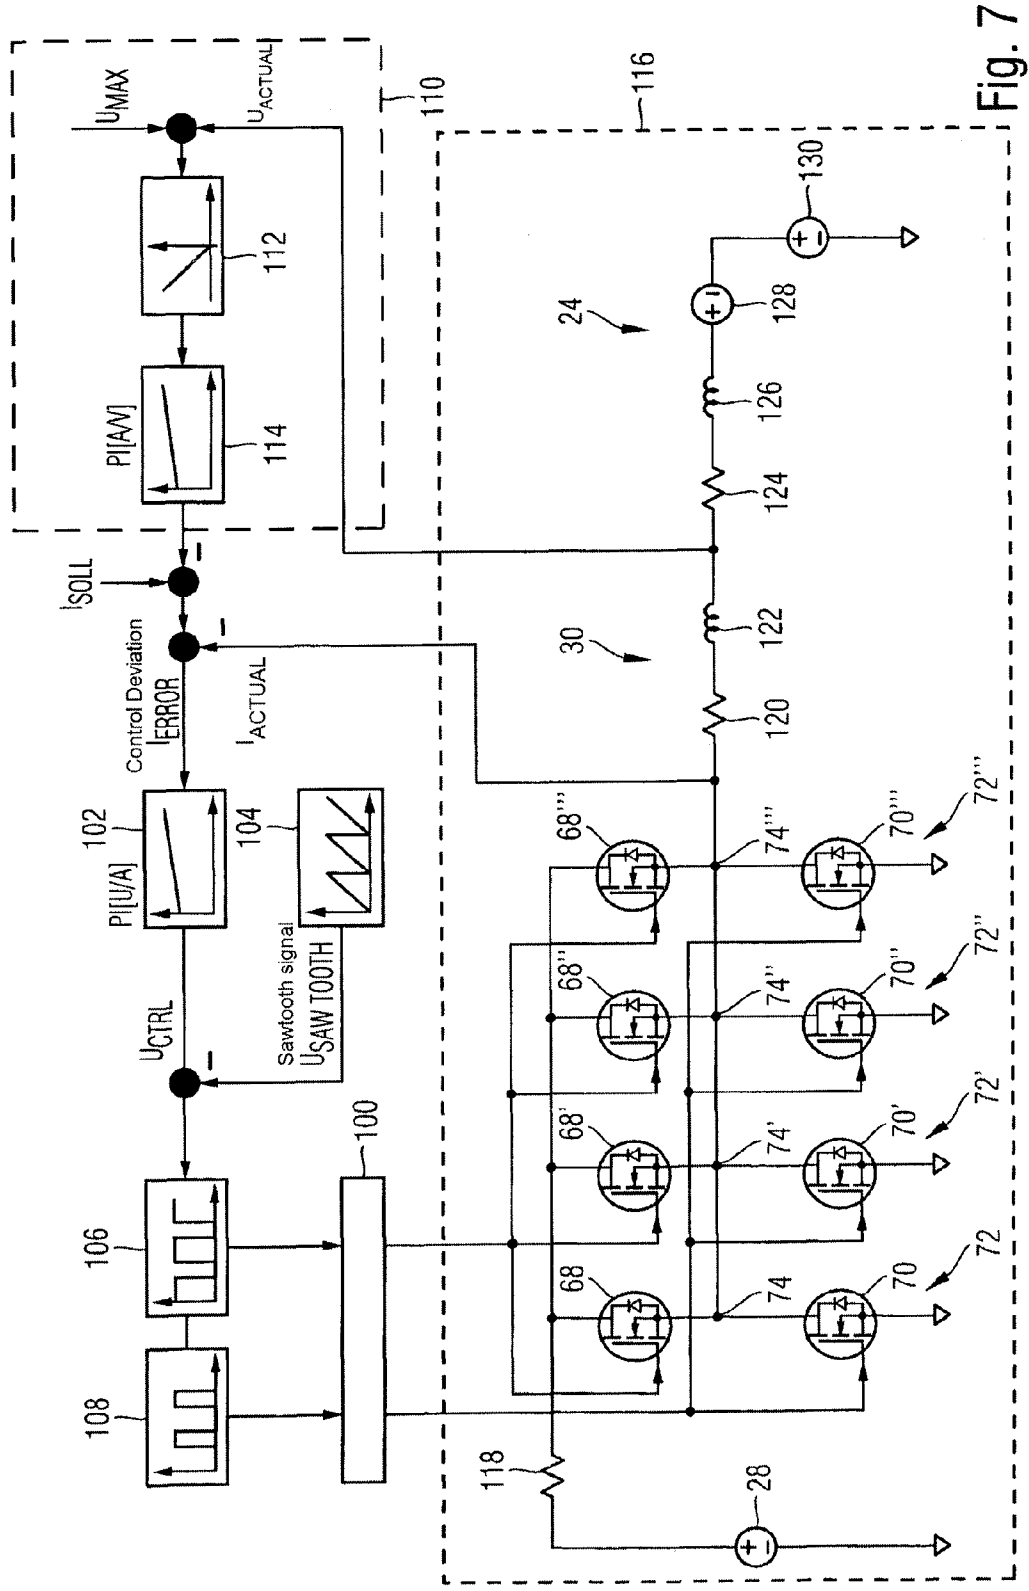 U_MAX
U_ACTUAL
110
112
PI[A/V]
114
I_SOLL
Control Deviation
I_ERROR
I_ACTUAL
102
PI[U/A]
104
Sawtooth signal
U_SAW TOOTH
U_CTRL
106
108
100
116
130
128
24
126
124
122
30
120
68'''
74'''
70'''
72'''
68''
74''
70''
72''
68'
74'
70'
72'
68
74
70
72
118
28
Fig. 7